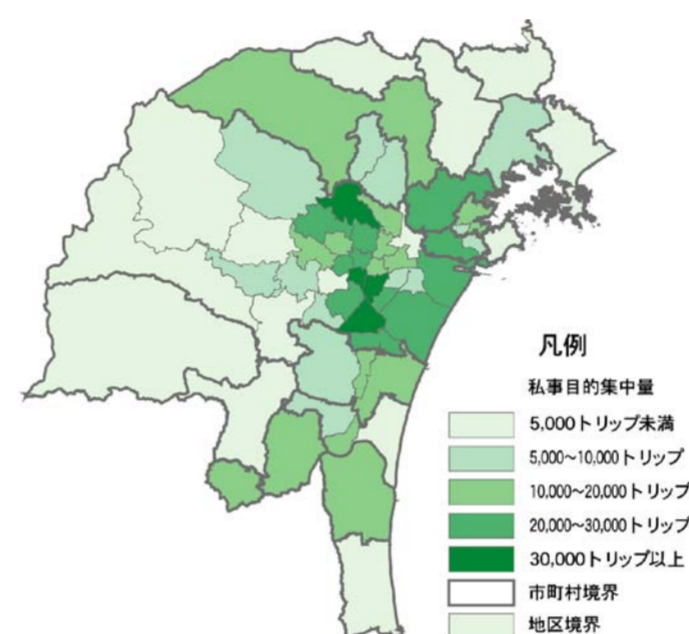 凡例
私事目的集中量
5,000トリップ未満
5,000～10,000トリップ
10,000～20,000トリップ
20,000～30,000トリップ
30,000トリップ以上
市町村境界
地区境界